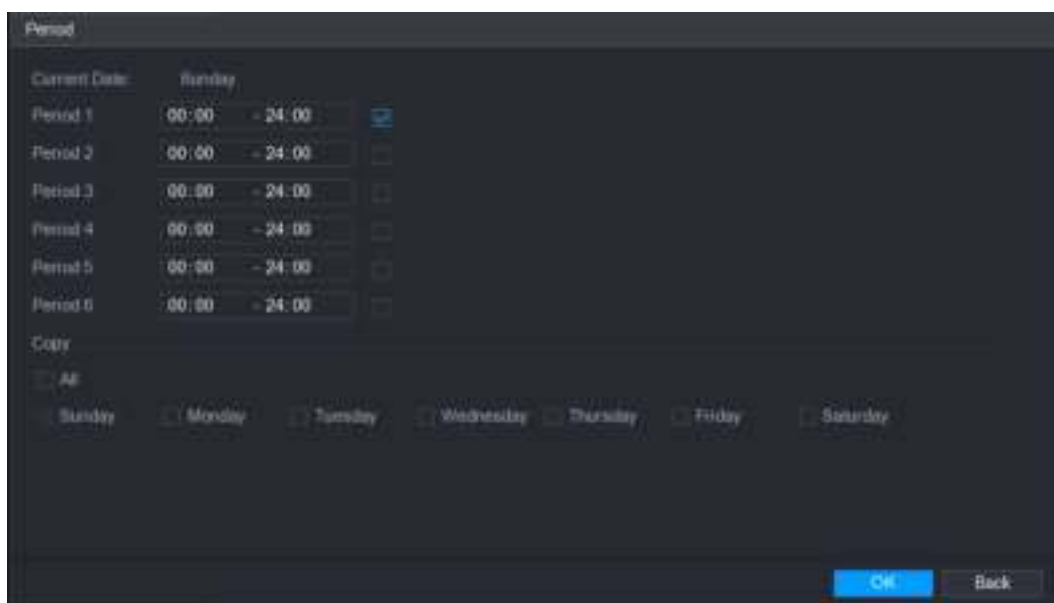 Period
Current Date: Sunday
Period 1 00:00 - 24:00
Period 2 00:00 - 24:00
Period 3 00:00 - 24:00
Period 4 00:00 - 24:00
Period 5 00:00 - 24:00
Period 6 00:00 - 24:00
Copy
All
Sunday Monday Tuesday Wednesday Thursday Friday Saturday
OK Back